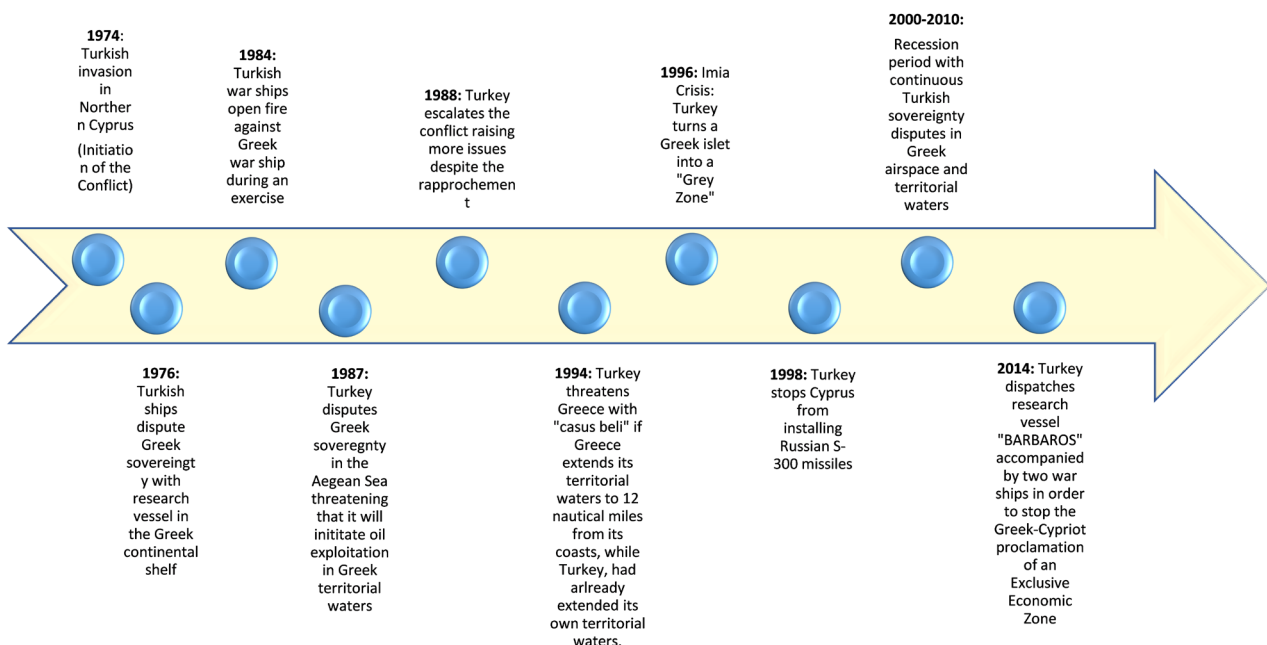 1974:
Turkish
invasion
in
Norther
n Cyprus
(Initiatio
n of the
Conflict)
1984:
Turkish
war ships
open fire
against
Greek
war ship
during an
exercise
1988: Turkey
escalates the
conflict raising
more issues
despite the
rapprochemen
t
1996: Imia
Crisis:
Turkey
turns a
Greek islet
into a
"Grey
Zone"
2000-2010:
Recession
period with
continuous
Turkish
sovereignty
disputes in
Greek
airspace and
territorial
waters
1976:
Turkish
ships
dispute
Greek
sovereingt
y with
research
vessel in
the Greek
continental
shelf
1987:
Turkey
disputes
Greek
soveregnty
in the
Aegean Sea
threatening
that it will
inititate oil
exploitation
in Greek
territorial
waters
1994: Turkey
threatens
Greece with
"casus beli" if
Greece
extends its
territorial
waters to 12
nautical miles
from its
coasts, while
Turkey, had
arlready
extended its
own territorial
waters.
1998: Turkey
stops Cyprus
from
installing
Russian S-
300 missiles
2014: Turkey
dispatches
research
vessel
"BARBAROS"
accompanied
by two war
ships in order
to stop the
Greek-Cypriot
proclamation
of an
Exclusive
Economic
Zone